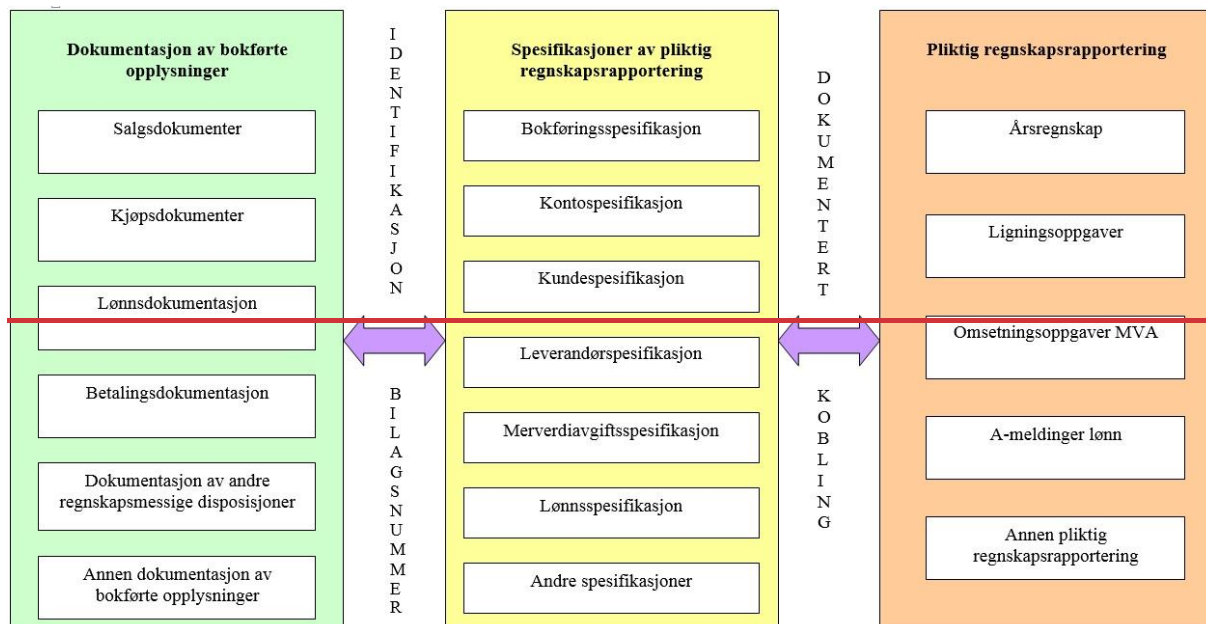 Dokumentasjon av bokførte
opplysninger
Salgsdokumenter
Kjøpsdokumenter
Lønnsdokumentasjon
Betalingsdokumentasjon
Dokumentasjon av andre
regnskapsmessige disposisjoner
Annen dokumentasjon av
bokførte opplysninger
IDENTIFIKASJON
BILAGSNUMMER
Spesifikasjoner av pliktig
regnskapsrapportering
Bokføringsspesifikasjon
Kontospesifikasjon
Kundespesifikasjon
Leverandørspesifikasjon
Merverdiavgiftsspesifikasjon
Lønnsspesifikasjon
Andre spesifikasjoner
DOKUMENTERT
KOBLING
Pliktig regnskapsrapportering
Årsregnskap
Ligningsoppgaver
Omsetningsoppgaver MVA
A-meldinger lønn
Annen pliktig
regnskapsrapportering